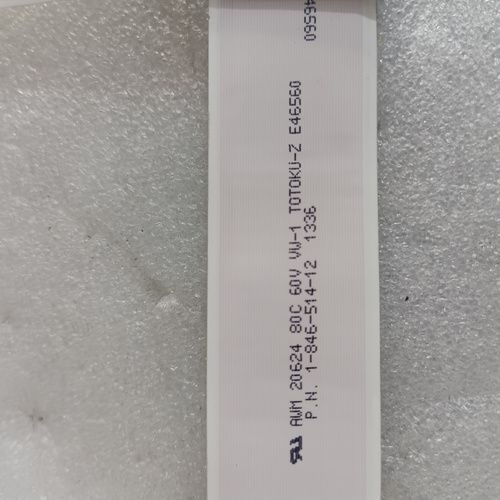 AWM 20624 80C 60V VW-1 TOTOKU-Z E46560
P.N. 1-846-514-12 1336